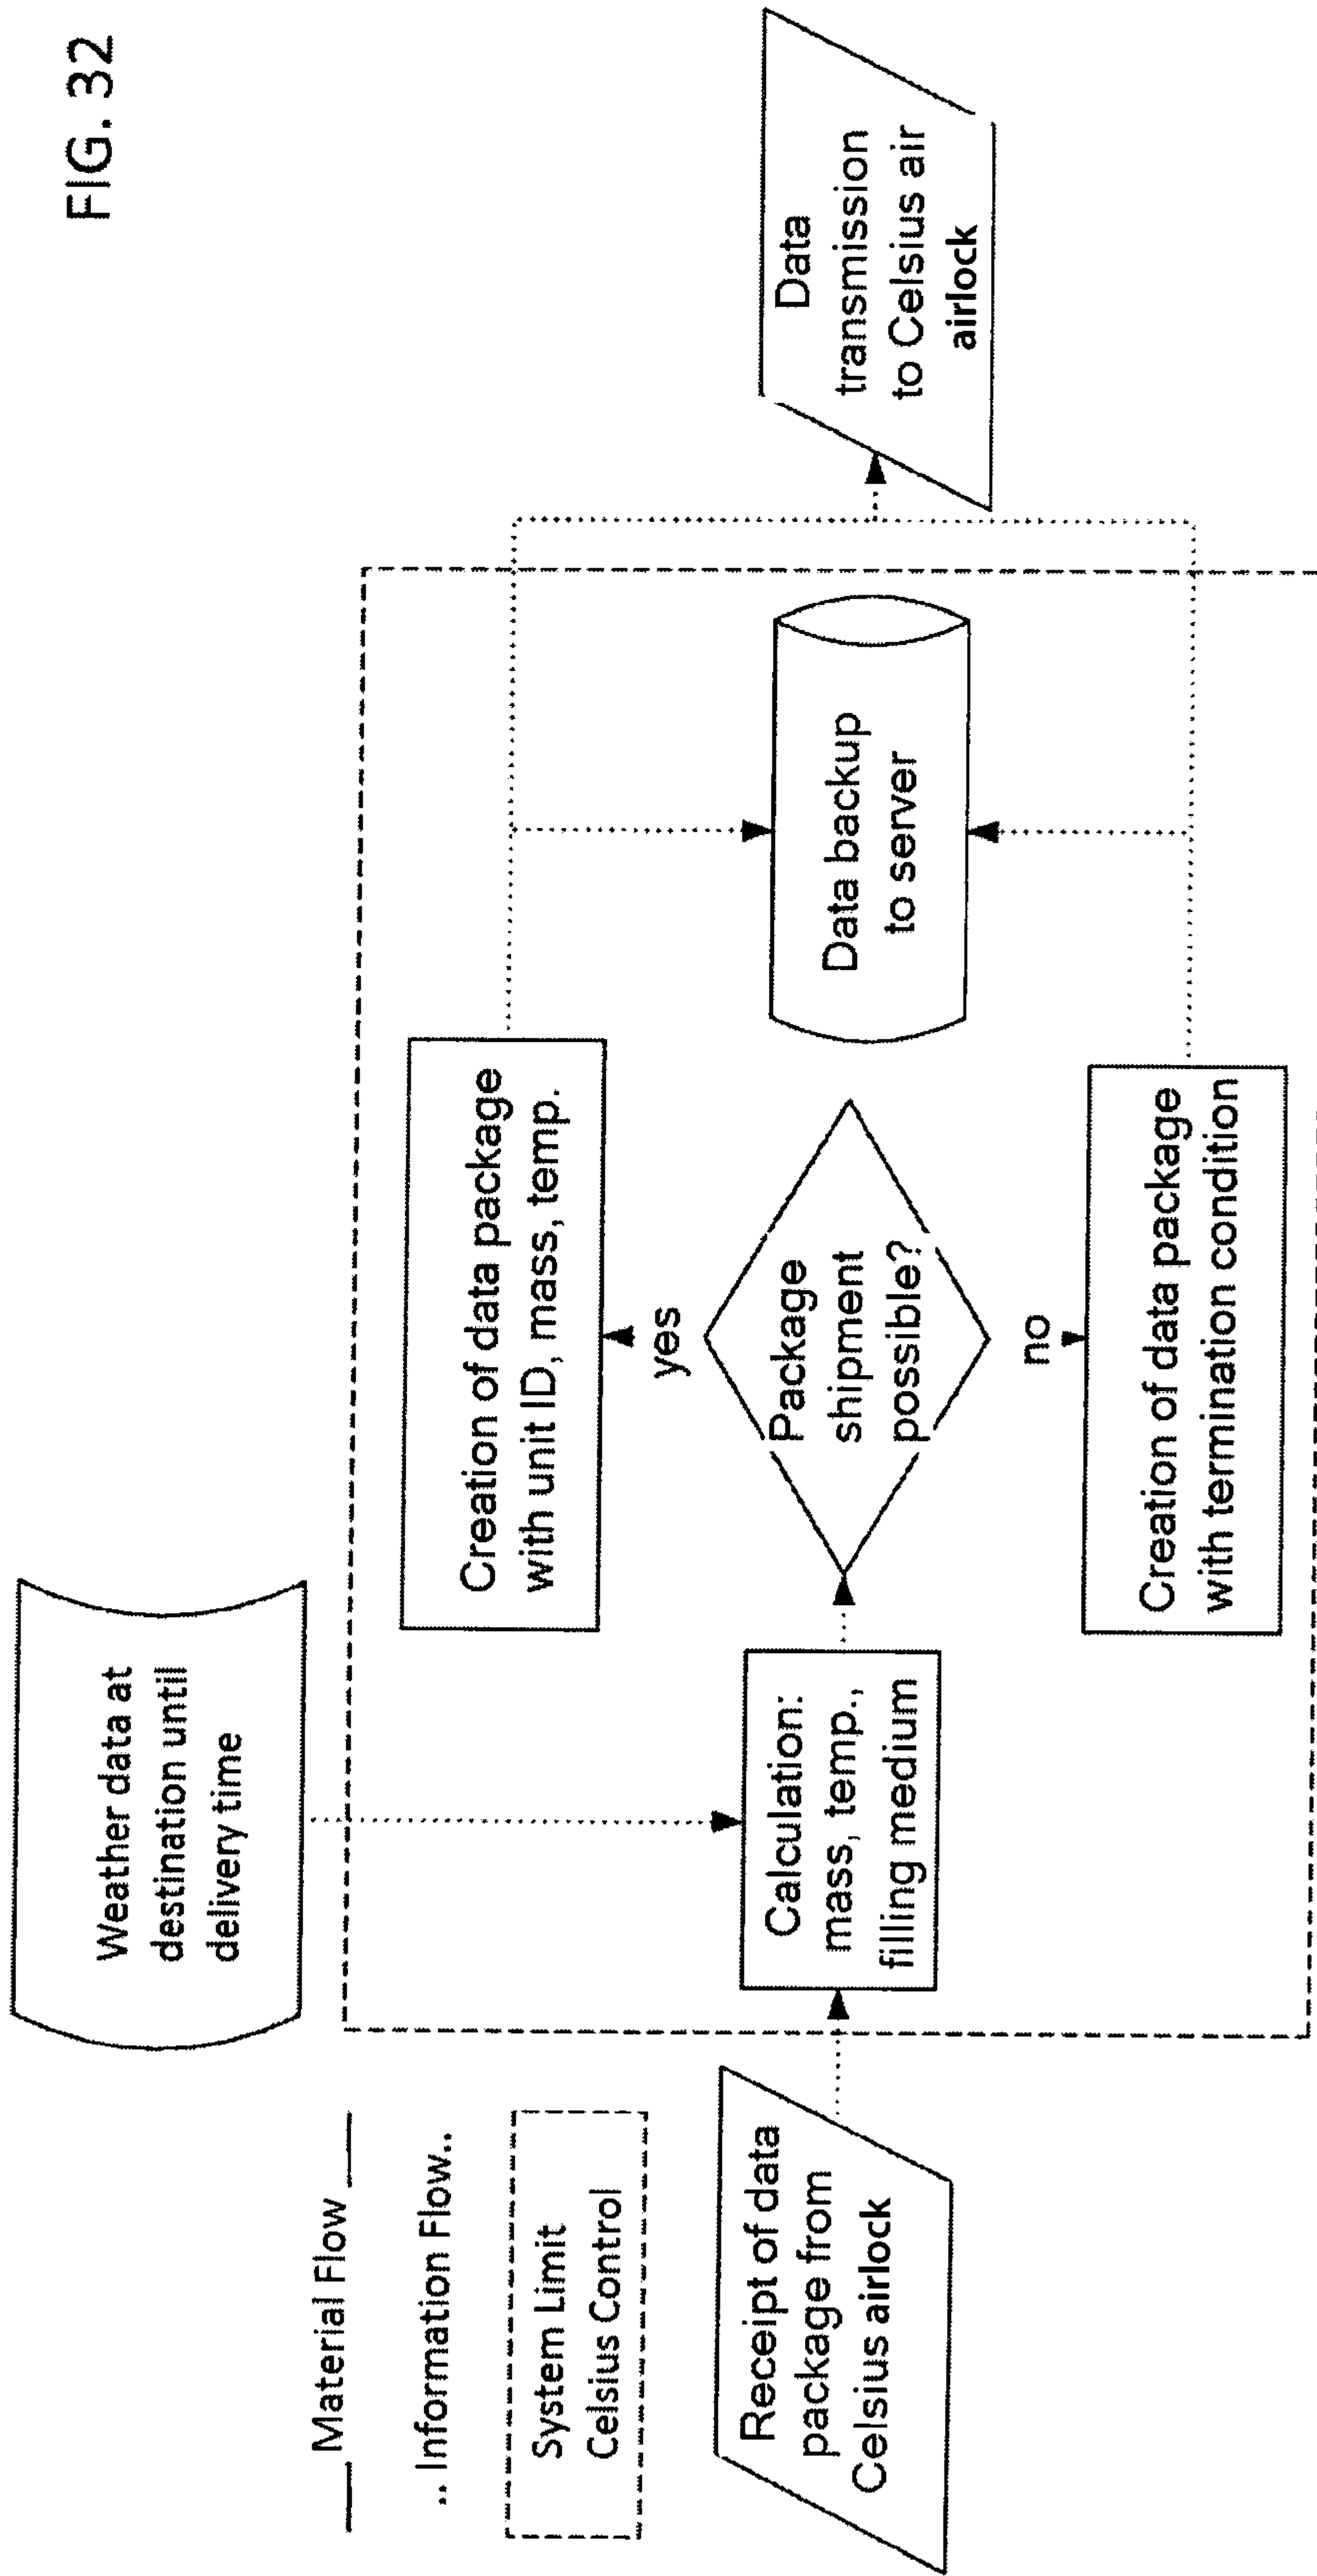 FIG. 32
Material Flow
.. Information Flow..
System Limit
Celsius Control
Weather data at
destination until
delivery time
Receipt of data
package from
Celsius airlock
Calculation:
mass, temp.,
filling medium
Package
shipment
possible?
yes
no
Creation of data package
with unit ID, mass, temp.
Creation of data package
with termination condition
Data backup
to server
Data
transmission
to Celsius air
airlock